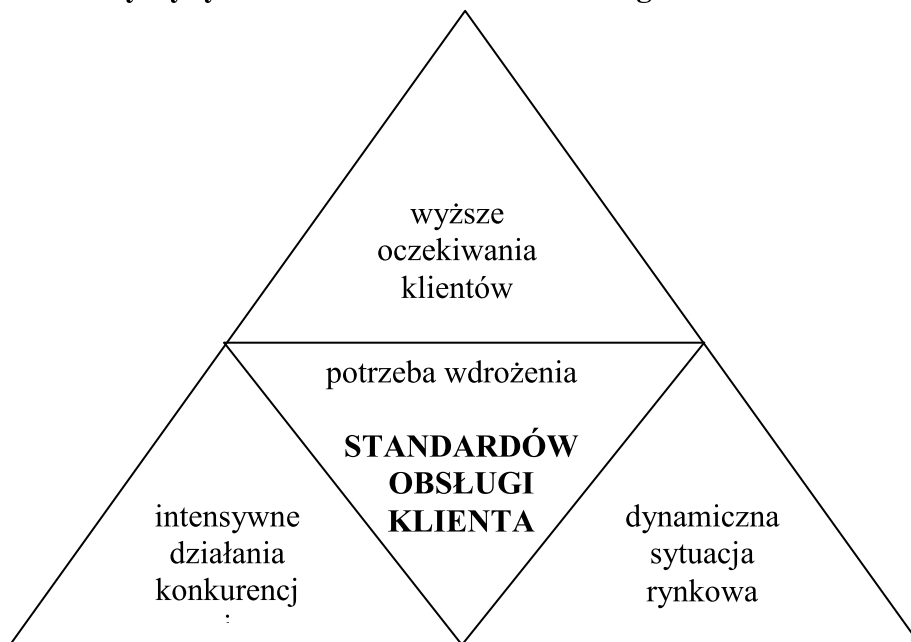 wyższe
oczekiwania
klientów
potrzeba wdrożenia
STANDARDÓW
OBSŁUGI
KLIENTA
intensywne
działania
konkurencj
dynamiczna
sytuacja
rynkowa